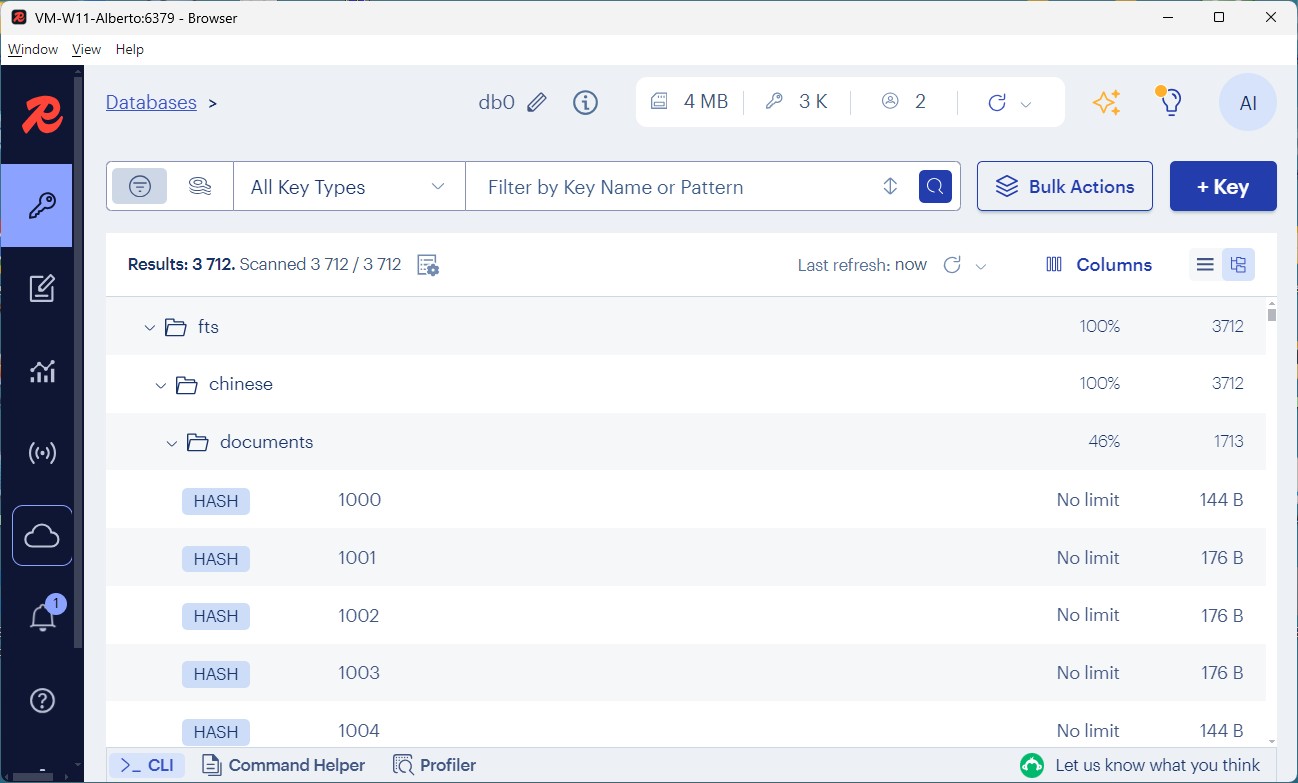 VM-W11-Alberto:6379 - Browser
Window View Help
Databases > db0 4 MB 3 K 2 AI
All Key Types Filter by Key Name or Pattern Bulk Actions + Key
Results: 3 712. Scanned 3 712 / 3 712 Last refresh: now Columns
fts 100% 3712
chinese 100% 3712
documents 46% 1713
HASH 1000 No limit 144 B
HASH 1001 No limit 176 B
HASH 1002 No limit 176 B
1
HASH 1003 No limit 176 B
HASH 1004 No limit 144 B
>_ CLI Command Helper Profiler Let us know what you think